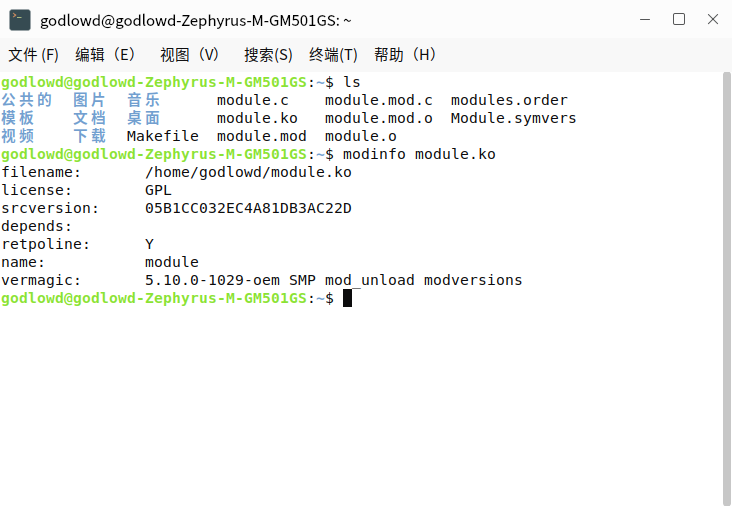 godlowd@godlowd-Zephyrus-M-GM501GS: ~
文件 (F) 编辑（E） 视图（V） 搜索(S) 终端(T) 帮助（H）
godlowd@godlowd-Zephyrus-M-GM501GS:~$ ls
公共的 图片 音乐 module.c module.mod.c modules.order
模板 文档 桌面 module.ko module.mod.o Module.symvers
视频 下载 Makefile module.mod module.o
godlowd@godlowd-Zephyrus-M-GM501GS:~$ modinfo module.ko
filename: /home/godlowd/module.ko
license: GPL
srcversion: 05B1CC032EC4A81DB3AC22D
depends:
retpoline: Y
name: module
vermagic: 5.10.0-1029-oem SMP mod_unload modversions
godlowd@godlowd-Zephyrus-M-GM501GS:~$